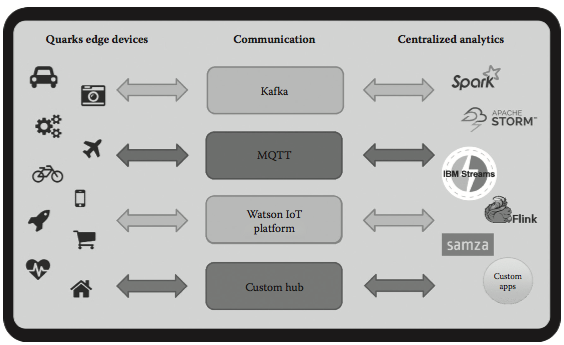 Quarks edge devices
Communication
Centralized analytics
Kafka
Spark
APACHE
STORM™
MQTT
IBM Streams
Watson IoT
platform
Flink
samza
Custom hub
Custom
apps